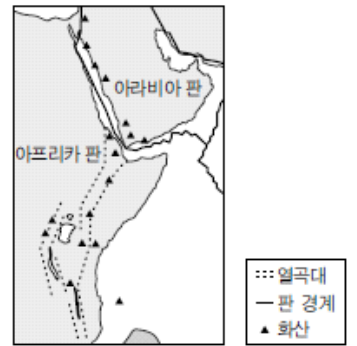 아라비아 판
아프리카 판
열곡대
판 경계
화산